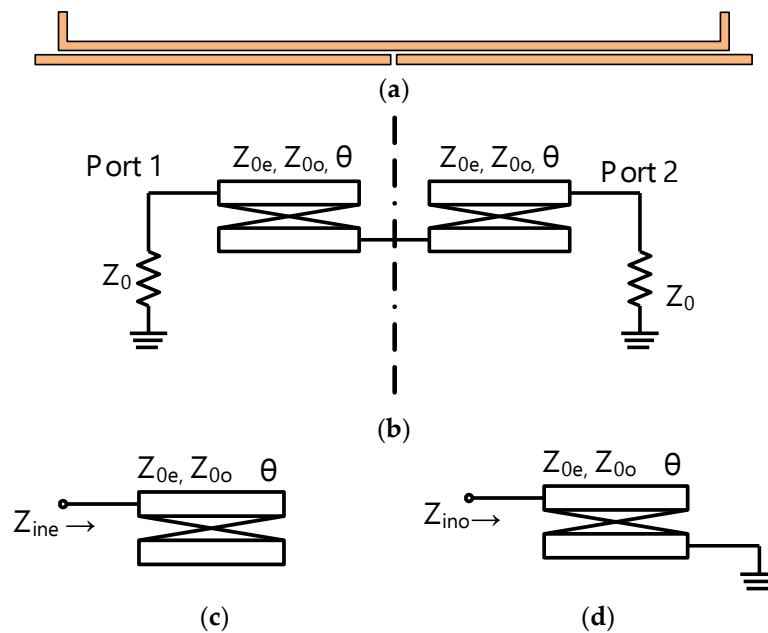 (a)
Port 1
Z0e, Z0o, θ
Z0e, Z0o, θ
Port 2
Z0
Z0
(b)
Z0e, Z0o θ
Zine →
Z0e, Z0o θ
Zino→
(c)
(d)